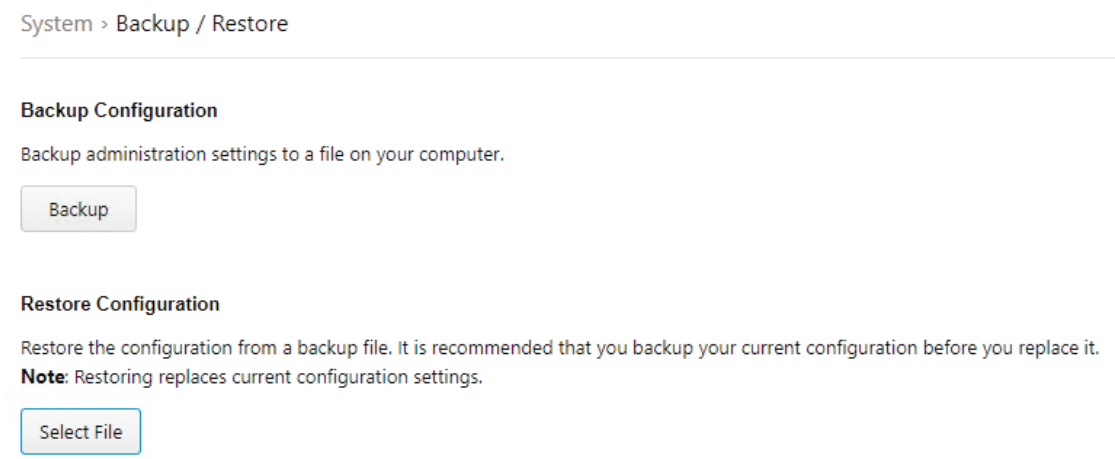 System › Backup / Restore
Backup Configuration
Backup administration settings to a file on your computer.
Backup
Restore Configuration
Restore the configuration from a backup file. It is recommended that you backup your current configuration before you replace it.
Note: Restoring replaces current configuration settings.
Select File